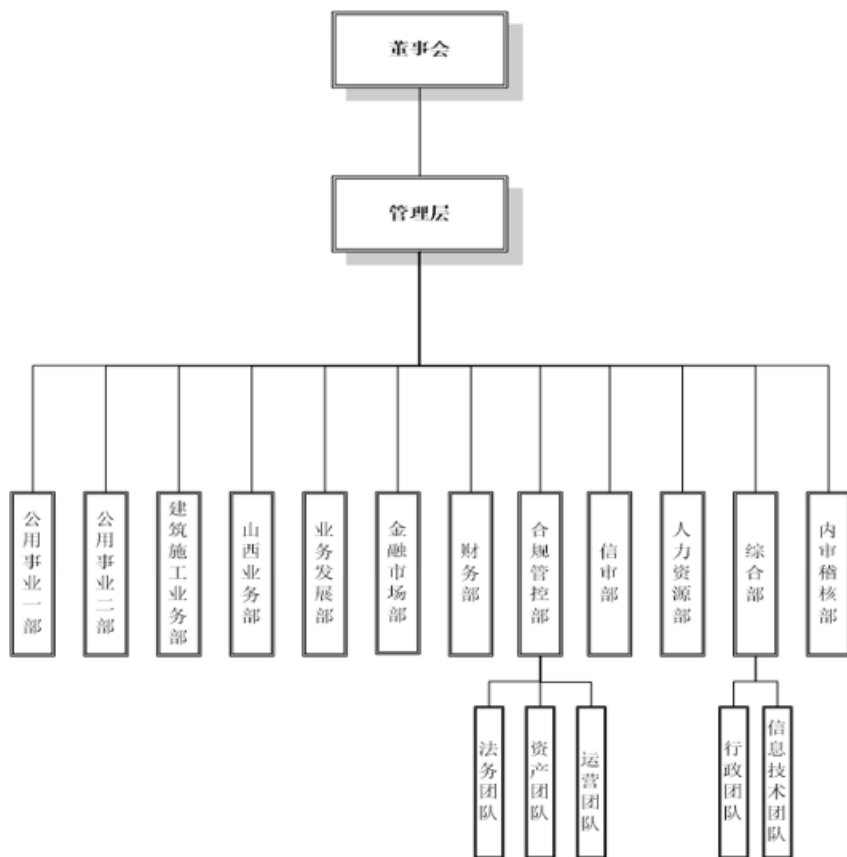 董事会
管理层
公用事业一部
公用事业二部
建筑施工业务部
山西业务部
业务发展部
金融市场部
财务部
合规管控部
信审部
人力资源部
综合部
内审稽核部
法务团队
资产团队
运营团队
行政团队
信息技术团队